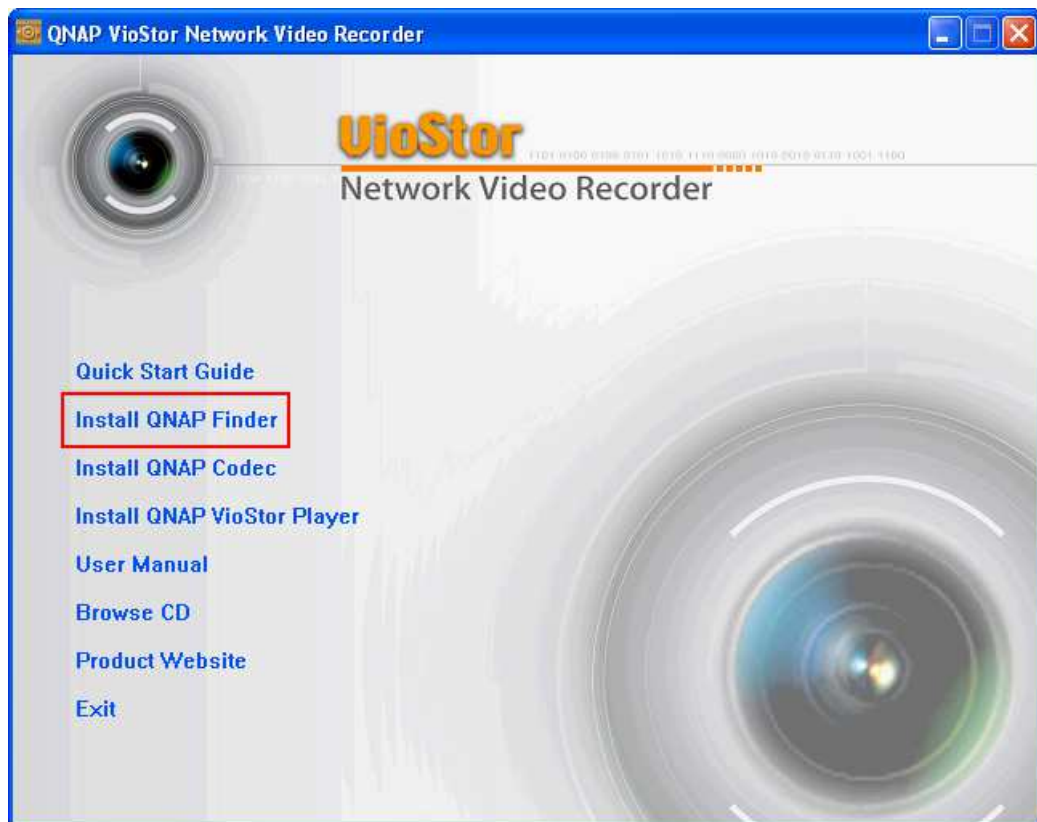 QNAP VioStor Network Video Recorder
VioStor
Network Video Recorder
Quick Start Guide
Install QNAP Finder
Install QNAP Codec
Install QNAP VioStor Player
User Manual
Browse CD
Product Website
Exit